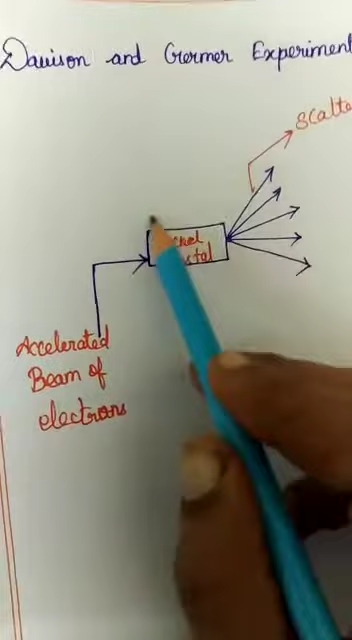 Davison and Germer Experiment
Scatte
Accelerated
Beam of
electrons